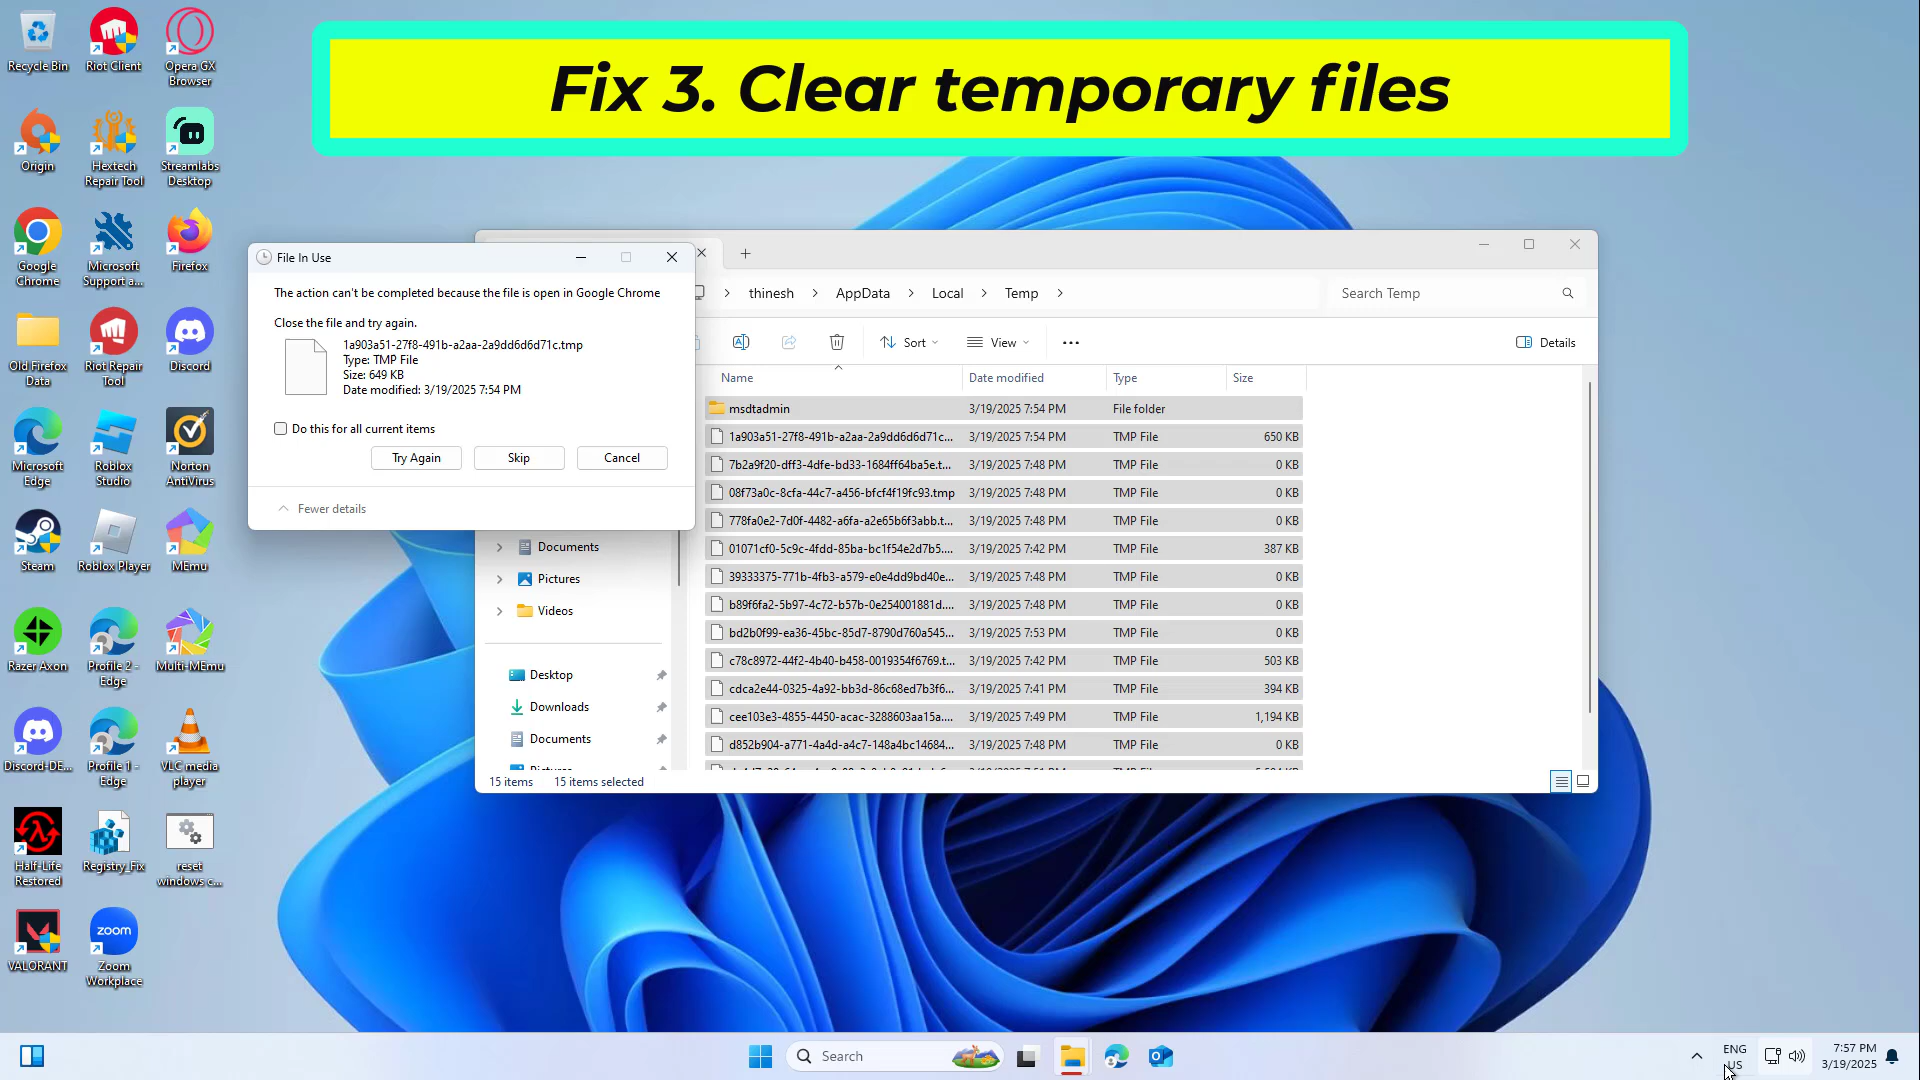 Fix 3. Clear temporary files
Recycle Bin
Riot Client
Opera GX
Browser
Origin
Hextech
Repair Tool
Streamlabs
Desktop
Google
Chrome
Microsoft
Support a...
Firefox
Old Firefox
Data
Riot Repair
Tool
Discord
Microsoft
Edge
Roblox
Studio
Norton
AntiVirus
Steam
Roblox Player
MEmu
Razer Axon
Profile 2 -
Edge
Multi-MEmu
Discord-DE...
Profile 1 -
Edge
VLC media
player
Half-Life
Restored
Registry_Fix
reset
windows c...
VALORANT
zoom
Zoom
Workplace
File In Use
The action can't be completed because the file is open in Google Chrome
Close the file and try again.
1a903a51-27f8-491b-a2aa-2a9dd6d6d71c.tmp
Type: TMP File
Size: 649 KB
Date modified: 3/19/2025 7:54 PM
Do this for all current items
Try Again
Skip
Cancel
Fewer details
thinesh > AppData > Local > Temp >
Search Temp
Sort
View
Details
Name Date modified Type Size
msdtadmin 3/19/2025 7:54 PM File folder
1a903a51-27f8-491b-a2aa-2a9dd6d6d71c... 3/19/2025 7:54 PM TMP File 650 KB
7b2a9f20-dff3-4dfe-bd33-1684ff64ba5e.t... 3/19/2025 7:48 PM TMP File 0 KB
08f73a0c-8cfa-44c7-a456-bfcf4f19fc93.tmp 3/19/2025 7:48 PM TMP File 0 KB
778fa0e2-7d0f-4482-a6fa-a2e65b6f3abb.t... 3/19/2025 7:48 PM TMP File 0 KB
01071cf0-5c9c-4fdd-85ba-bc1f54e2d7b5.... 3/19/2025 7:42 PM TMP File 387 KB
39333375-771b-4fb3-a579-e0e4dd9bd40e... 3/19/2025 7:48 PM TMP File 0 KB
b89f6fa2-5b97-4c72-b57b-0e254001881d.... 3/19/2025 7:48 PM TMP File 0 KB
bd2b0f99-ea36-45bc-85d7-8790d760a545... 3/19/2025 7:53 PM TMP File 0 KB
c78c8972-44f2-4b40-b458-0019354f6769.t... 3/19/2025 7:42 PM TMP File 503 KB
cdca2e44-0325-4a92-bb3d-86c68ed7b3f6... 3/19/2025 7:41 PM TMP File 394 KB
cee103e3-4855-4450-acac-3288603aa15a.... 3/19/2025 7:49 PM TMP File 1,194 KB
d852b904-a771-4a4d-a4c7-148a4bc14684... 3/19/2025 7:48 PM TMP File 0 KB
Documents
Pictures
Videos
Desktop
Downloads
Documents
15 items
15 items selected
Search
ENG
US
7:57 PM
3/19/2025